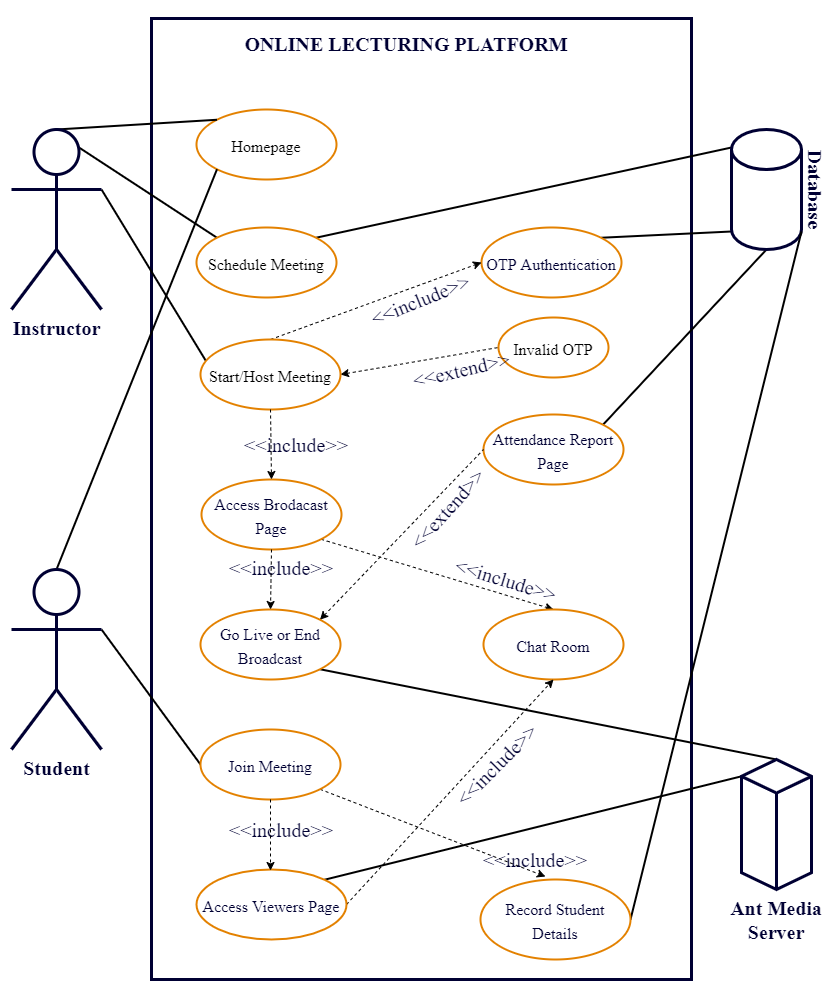 ONLINE LECTURING PLATFORM
Homepage
Database
Schedule Meeting
OTP Authentication
<<include>>
Instructor
Invalid OTP
Start/Host Meeting
<<extend>>
<<include>>
Attendance Report
Page
Access Brodacast
Page
<<extend>>
<<include>>
<<include>>
Go Live or End
Broadcast
Chat Room
Student
Join Meeting
<<include>>
<<include>>
<<include>>
Access Viewers Page
Record Student
Details
Ant Media
Server